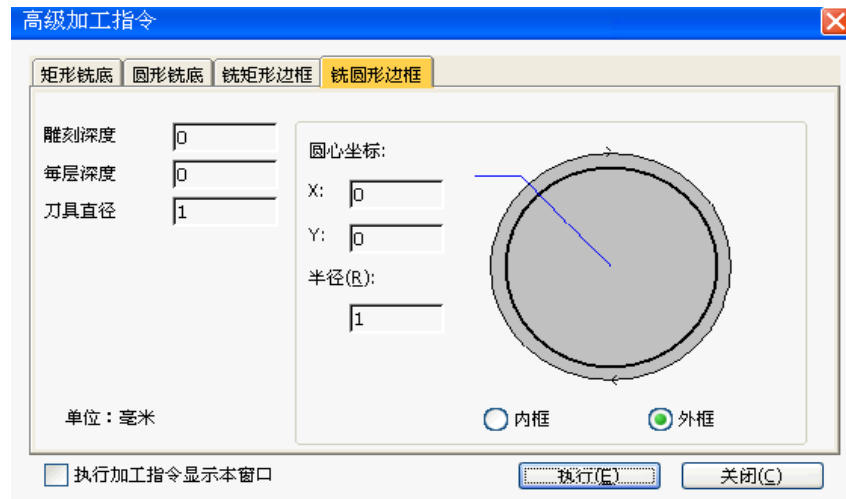 高级加工指令
矩形铣底 圆形铣底 铣矩形边框 铣圆形边框
雕刻深度 0
每层深度 0
刀具直径 1
圆心坐标:
X: 0
Y: 0
半径(R):
1
单位：毫米
内框 外框
执行加工指令显示本窗口
执行(E) 关闭(C)